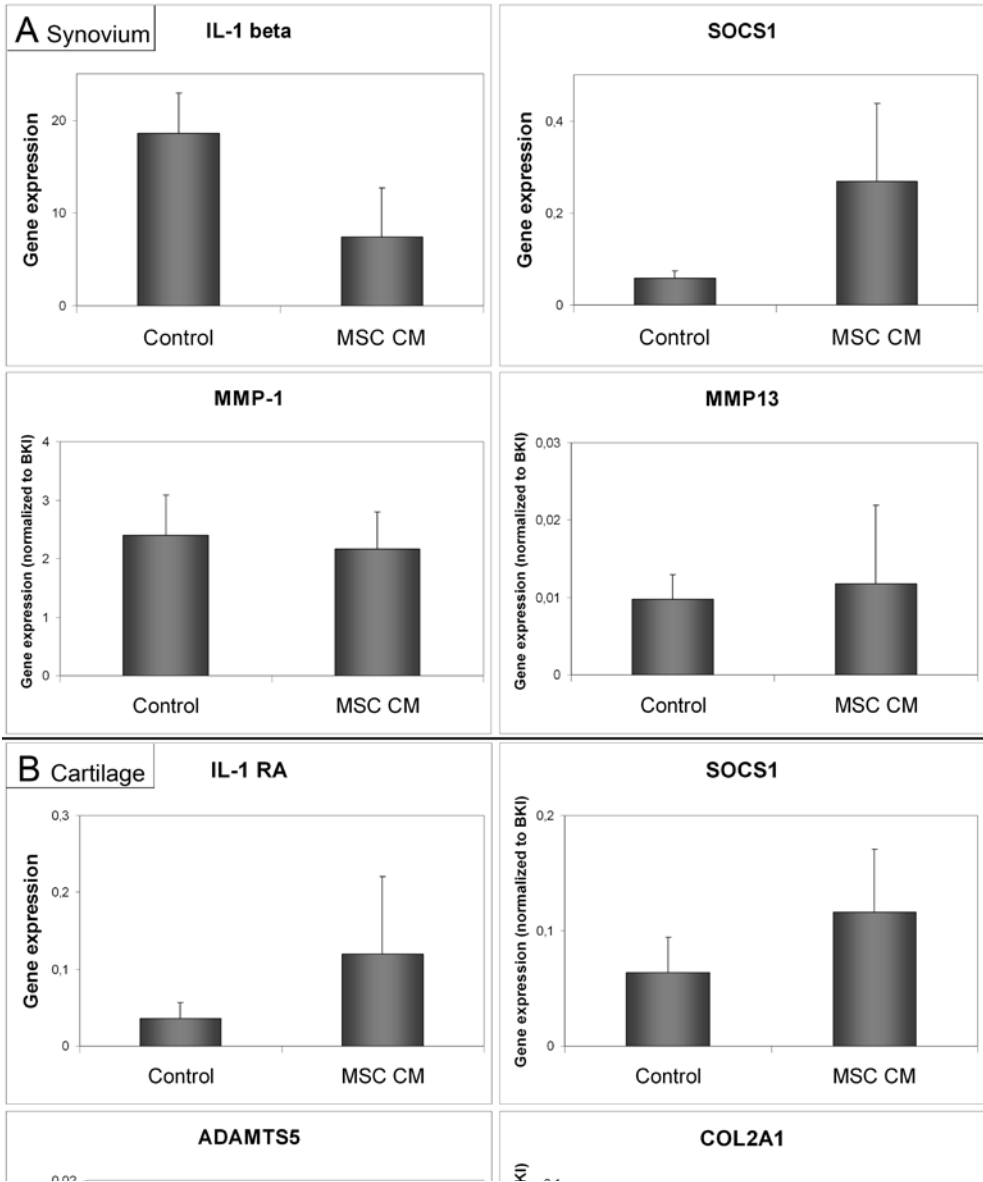 A Synovium
IL-1 beta
Gene expression
20
10
0
Control MSC CM
SOCS1
Gene expression
0,4
0,2
0
Control MSC CM
MMP-1
Gene expression (normalized to BKI)
4
3
2
1
0
Control MSC CM
MMP13
Gene expression (normalized to BKI)
0,03
0,02
0,01
0
Control MSC CM
B Cartilage
IL-1 RA
Gene expression
0,3
0,2
0,1
0
Control MSC CM
SOCS1
Gene expression (normalized to BKI)
0,2
0,1
0
Control MSC CM
ADAMTS5
0,02
COL2A1